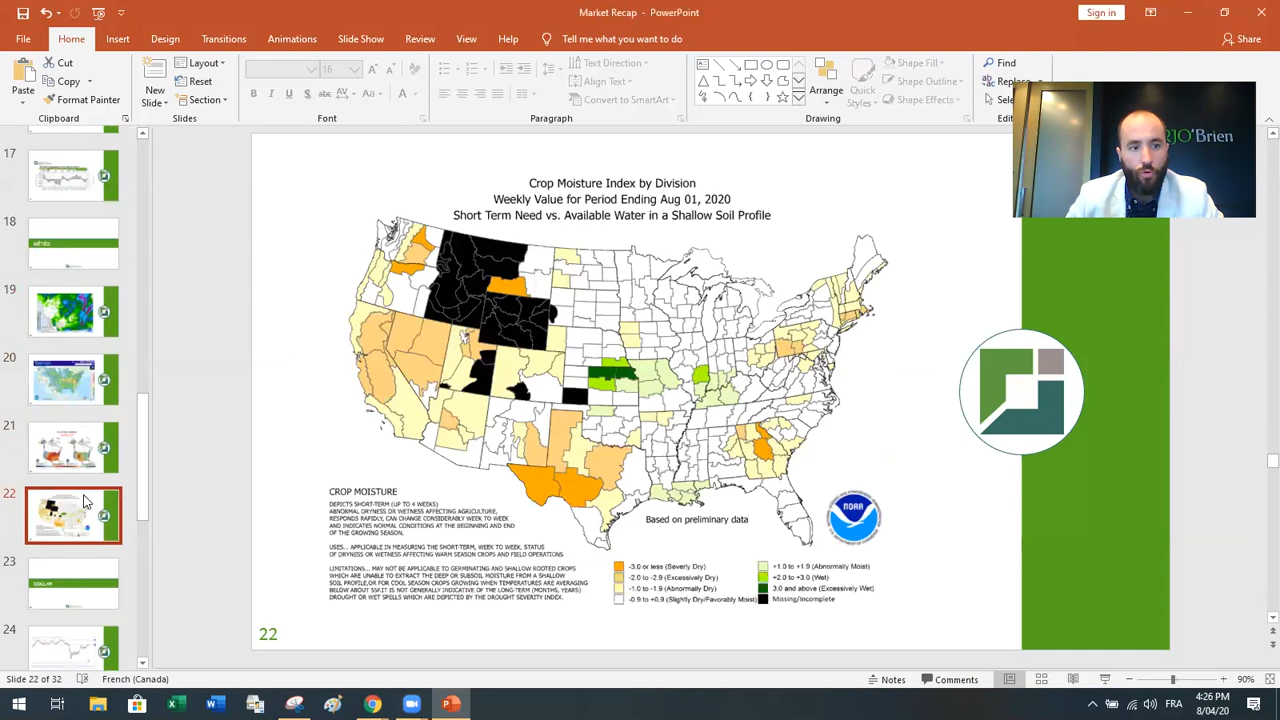 Market Recap - PowerPoint
Sign in
File Home Insert Design Transitions Animations Slide Show Review View Help Tell me what you want to do
Share
Paste
Cut
Copy
Format Painter
Clipboard
New Slide
Layout
Reset
Section
Slides
16
B I U S abc AV Aa A
Font
Text Direction
Align Text
Convert to SmartArt
Paragraph
Arrange
Quick Styles
Shape Fill
Shape Outline
Shape Effects
Drawing
Find
Replace
RJO'Brien
17
18
MÉTÉO
19
20
21
22
23
24
Crop Moisture Index by Division
Weekly Value for Period Ending Aug 01, 2020
Short Term Need vs. Available Water in a Shallow Soil Profile
CROP MOISTURE
DEPICTS SHORT-TERM (UP TO 4 WEEKS)
ABNORMAL DRYNESS OR WETNESS AFFECTING AGRICULTURE,
RESPONDS RAPIDLY, CAN CHANGE CONSIDERABLY WEEK TO WEEK
AND INDICATES NORMAL CONDITIONS AT THE BEGINNING AND END
OF THE GROWING SEASON.
USES... APPLICABLE IN MEASURING THE SHORT-TERM, WEEK TO WEEK, STATUS
OF DRYNESS OR WETNESS AFFECTING WARM SEASON CROPS AND FIELD OPERATIONS
LIMITATIONS... MAY NOT BE APPLICABLE TO GERMINATING AND SHALLOW ROOTED CROPS
WHICH ARE UNABLE TO EXTRACT THE DEEP OR SUBSOIL MOISTURE FROM A SHALLOW
SOIL PROFILE,OR FOR COOL SEASON CROPS GROWING WHEN TEMPERATURES ARE AVERAGING
BELOW ABOUT 55F.IT IS NOT GENERALLY INDICATIVE OF THE LONG-TERM (MONTHS, YEARS)
DROUGHT OR WET SPELLS WHICH ARE DEPICTED BY THE DROUGHT SEVERITY INDEX.
Based on preliminary data
NOAA
-3.0 or less (Severly Dry)
-2.0 to -2.9 (Excessively Dry)
-1.0 to -1.9 (Abnormally Dry)
-0.9 to +0.9 (Slightly Dry/Favorably Moist)
+1.0 to +1.9 (Abnormally Moist)
+2.0 to +3.0 (Wet)
3.0 and above (Excessively Wet)
Missing/Incomplete
22
Slide 22 of 32
French (Canada)
Notes
Comments
90%
FRA
4:26 PM
8/04/20